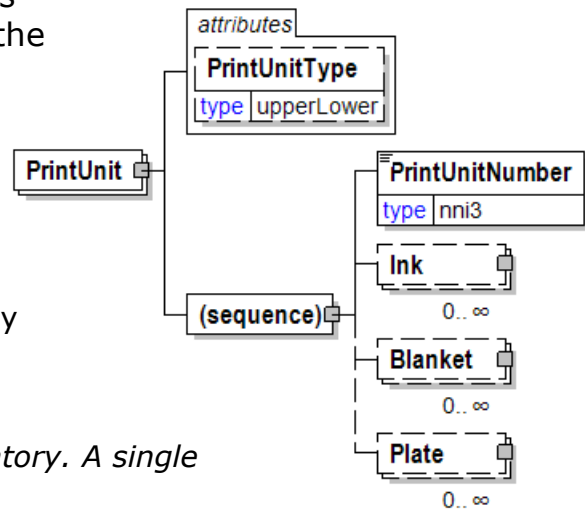 s
the
attributes
PrintUnitType
type upperLower
PrintUnit
PrintUnitNumber
type nni3
Ink
0.. ∞
(sequence)
y
Blanket
0.. ∞
tory. A single
Plate
0.. ∞